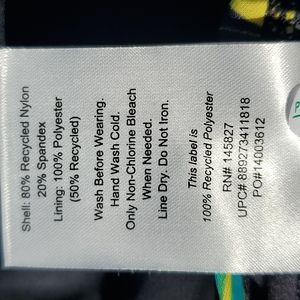 Shell: 80% Recycled Nylon
20% Spandex
Lining: 100% Polyester
(50% Recycled)
Wash Before Wearing.
Hand Wash Cold.
Only Non-Chlorine Bleach
When Needed.
Line Dry. Do Not Iron.
This label is
100% Recycled Polyester
RN# 145827
UPC# 889273411818
PO#14003612